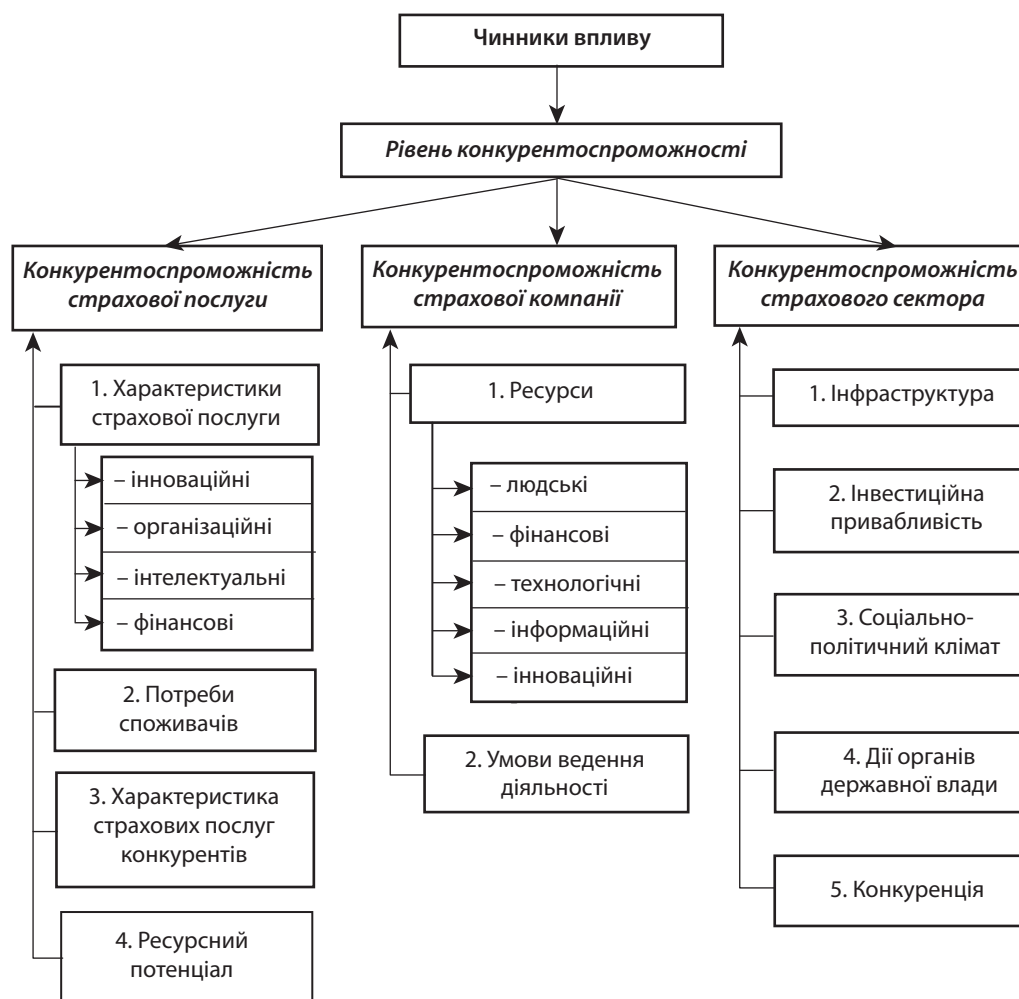 Чинники впливу
Рівень конкурентоспроможності
Конкурентоспроможність
страхової послуги
1. Характеристики
страхової послуги
– інноваційні
– організаційні
– інтелектуальні
– фінансові
2. Потреби
споживачів
3. Характеристика
страхових послуг
конкурентів
4. Ресурсний
потенціал
Конкурентоспроможність
страхової компанії
1. Ресурси
– людські
– фінансові
– технологічні
– інформаційні
– інноваційні
2. Умови ведення
діяльності
Конкурентоспроможність
страхового сектора
1. Інфраструктура
2. Інвестиційна
привабливість
3. Соціально-
політичний клімат
4. Дії органів
державної влади
5. Конкуренція